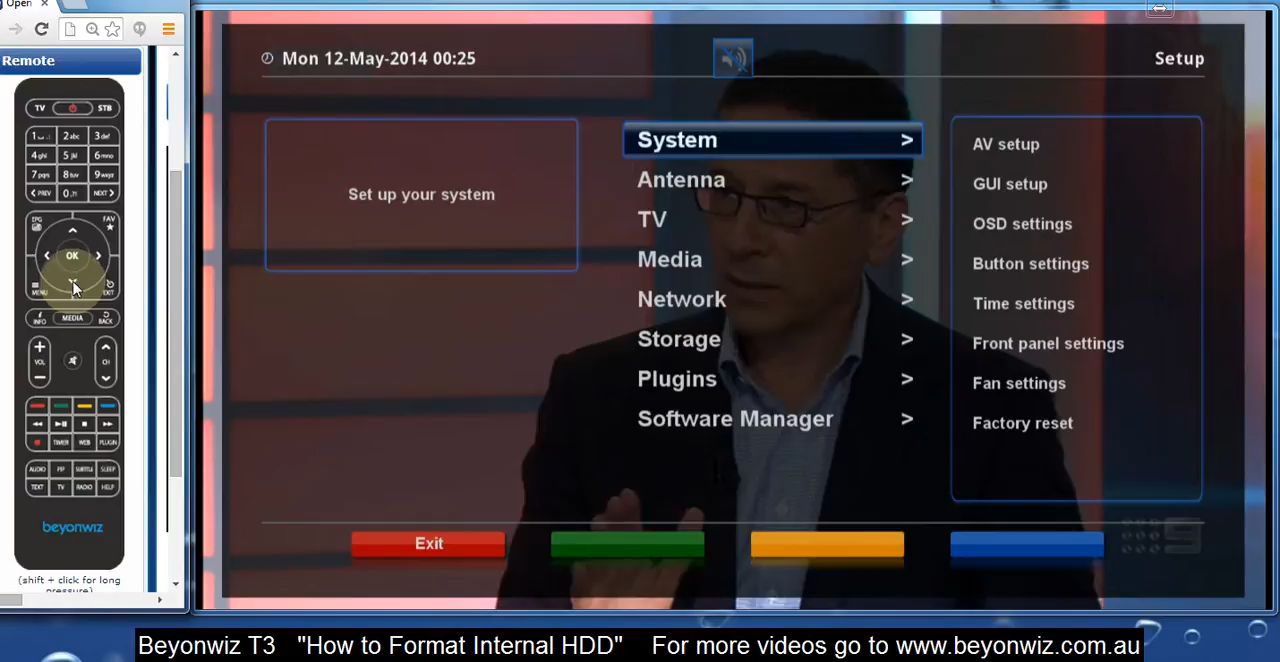 Open
Remote
TV STB
1 2abc 3def
4ghi 5jkl 6mno
7pqrs 8tuv 9wxyz
PREV 0 NEXT
EPG FAV
OK
MENU EXIT
INFO MEDIA BACK
VOL CH
TIMER WEB PLUGIN
AUDIO PIP SUBTITLE SLEEP
TEXT TV RADIO HELP
beyonwiz
(shift + click for long
pressure)
Mon 12-May-2014 00:25
Setup
Set up your system
System >
Antenna >
TV >
Media >
Network >
Storage >
Plugins >
Software Manager >
AV setup
GUI setup
OSD settings
Button settings
Time settings
Front panel settings
Fan settings
Factory reset
Exit
Beyonwiz T3 "How to Format Internal HDD" For more videos go to www.beyonwiz.com.au